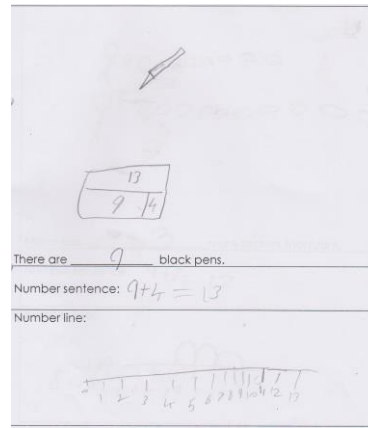 13
9 4
There are 9 black pens.
Number sentence: 9+4 = 13
Number line:
1 2 3 4 5 6 7 8 9 10 11 12 13